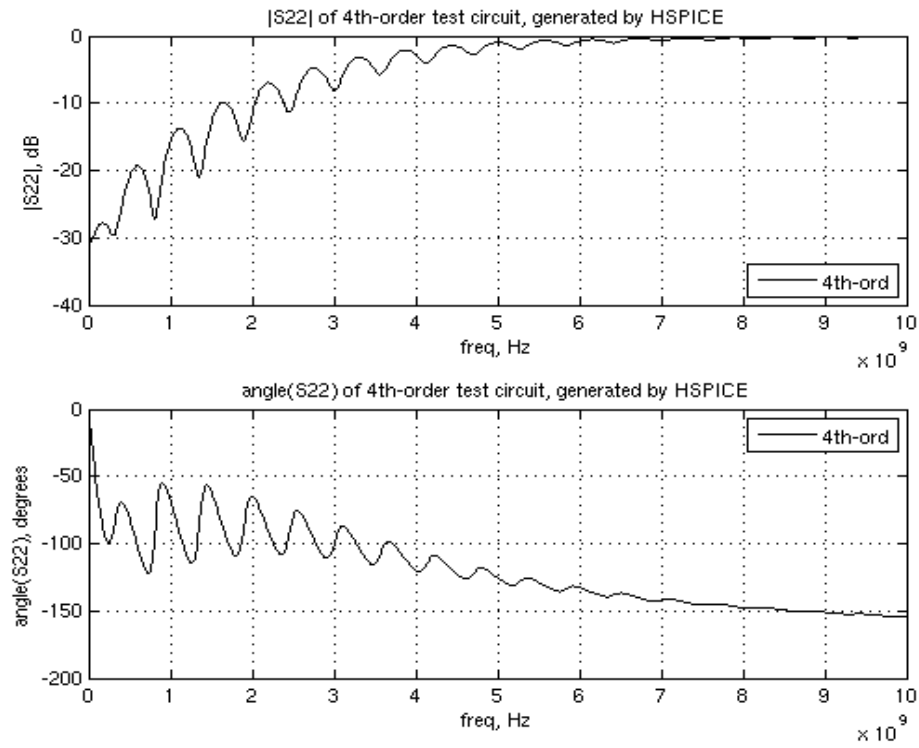 |S22| of 4th-order test circuit, generated by HSPICE
0
-10
-20
-30
-40
|S22|, dB
4th-ord
0 1 2 3 4 5 6 7 8 9 10
freq, Hz
x 10^9
angle(S22) of 4th-order test circuit, generated by HSPICE
0
-50
-100
-150
-200
angle(S22), degrees
4th-ord
0 1 2 3 4 5 6 7 8 9 10
freq, Hz
x 10^9